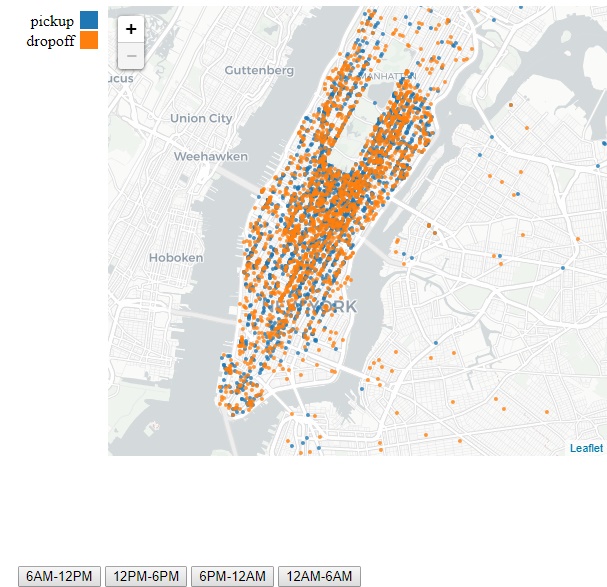 pickup
dropoff
+
−
MANHATTAN
Guttenberg
cus
Union City
Weehawken
Hoboken
NEW YORK
Leaflet
6AM-12PM
12PM-6PM
6PM-12AM
12AM-6AM